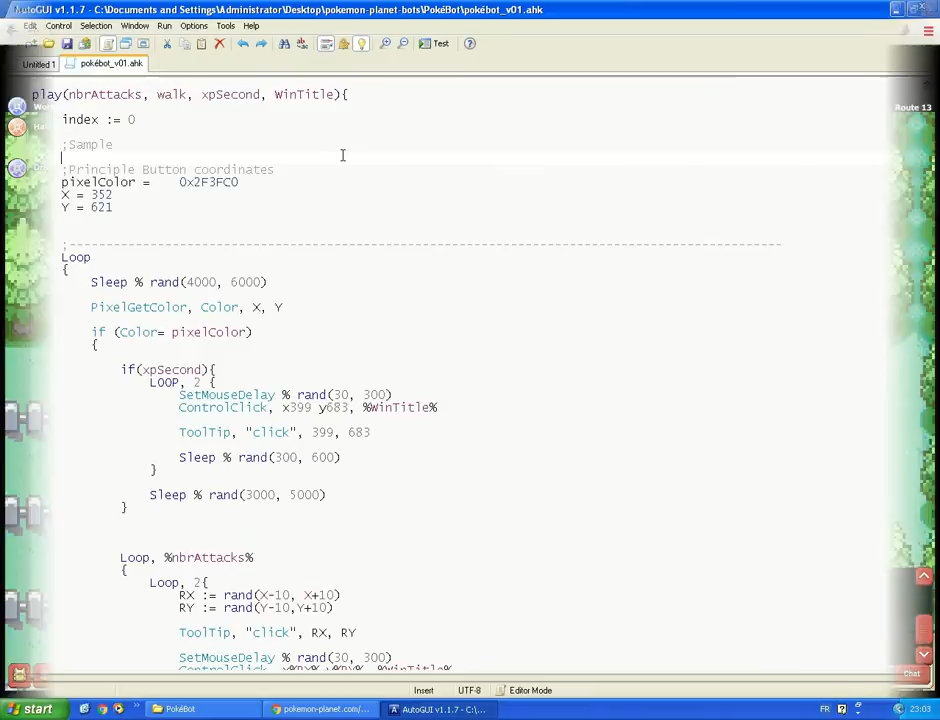 AutoGUI v1.1.7 - C:\Documents and Settings\Administrator\Desktop\pokemon-planet-bots\PokéBot\pokébot_v01.ahk
Edit Control Selection Window Run Options Tools Help
Test
Untitled 1 pokébot_v01.ahk
play(nbrAttacks, walk, xpSecond, WinTitle){
Route 13
index := 0
;Sample
;Principle Button coordinates
pixelColor = 0x2F3FC0
X = 352
Y = 621
;-------------------------------------------------------------------------------------------------
Loop
{
Sleep % rand(4000, 6000)
PixelGetColor, Color, X, Y
if (Color= pixelColor)
{
if(xpSecond){
LOOP, 2 {
SetMouseDelay % rand(30, 300)
ControlClick, x399 y683, %WinTitle%
ToolTip, "click", 399, 683
Sleep % rand(300, 600)
}
Sleep % rand(3000, 5000)
}
Loop, %nbrAttacks%
{
Loop, 2{
RX := rand(X-10, X+10)
RY := rand(Y-10,Y+10)
ToolTip, "click", RX, RY
SetMouseDelay % rand(30, 300)
ControlClick, x%RX% y%RY%, %WinTitle%
Chat
Insert UTF-8 Editor Mode
start PokéBot pokemon-planet.com/... AutoGUI v1.1.7 - C:\... FR 23:03